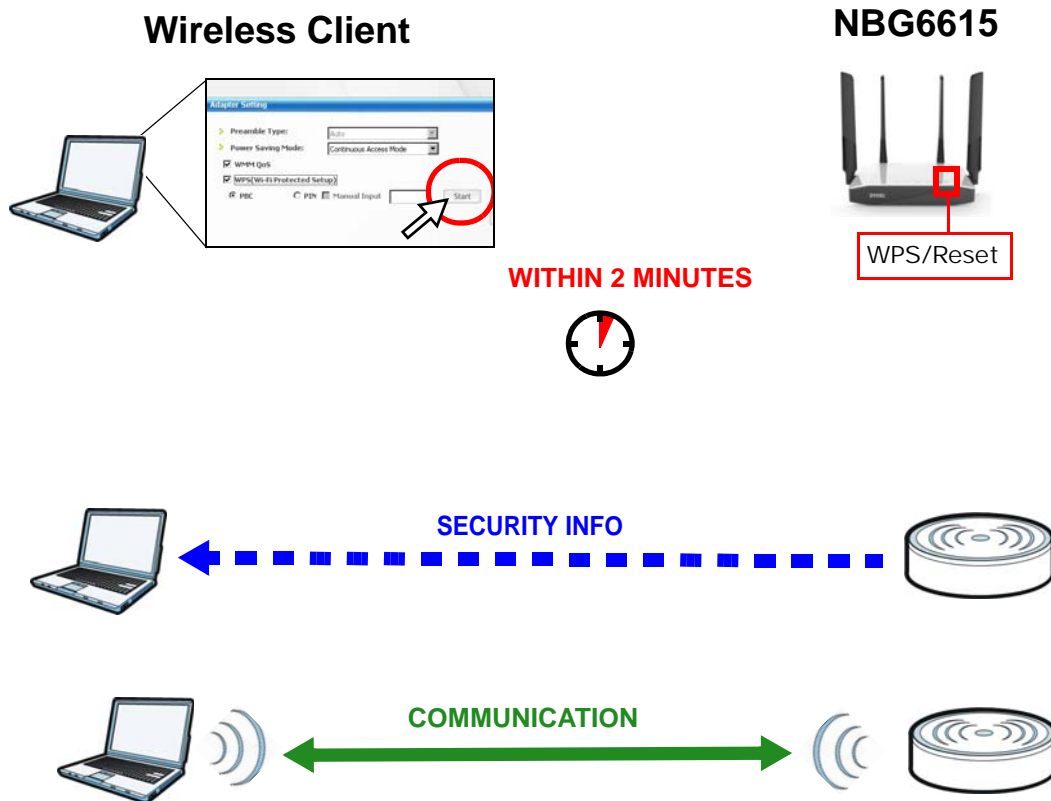 Wireless Client
NBG6615
Adapter Setting
Preamble Type:
Auto
Power Saving Mode:
Continuous Access Mode
WMM QoS
WPS(Wi-Fi Protected Setup)
PBC
PIN
Manual Input
Start
ZYXEL
WPS/Reset
WITHIN 2 MINUTES
SECURITY INFO
COMMUNICATION